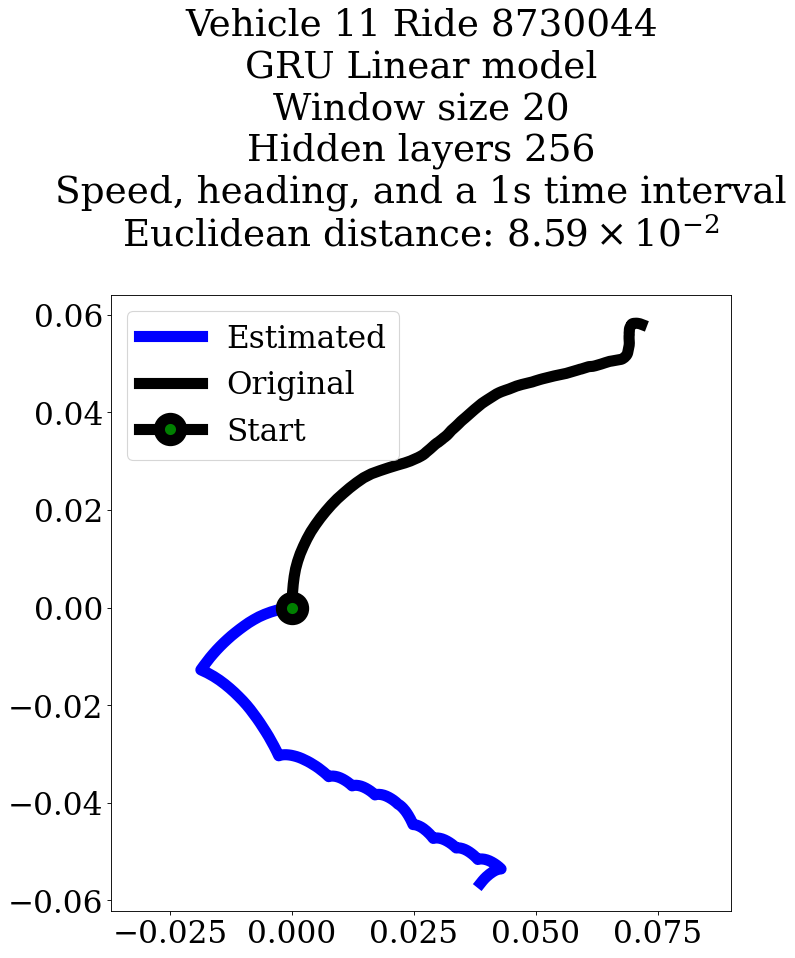 Vehicle 11 Ride 8730044
GRU Linear model
Window size 20
Hidden layers 256
Speed, heading, and a 1s time interval
Euclidean distance: 8.59 × 10⁻²
Estimated
Original
Start
0.06
0.04
0.02
0.00
−0.02
−0.04
−0.06
−0.025 0.000 0.025 0.050 0.075